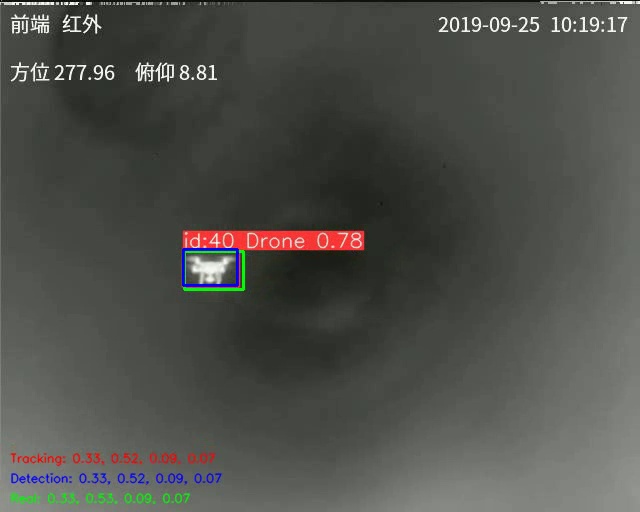 前端 红外 2019-09-25 10:19:17
方位 277.96 俯仰 8.81
id:40 Drone 0.78
Tracking: 0.33, 0.52, 0.09, 0.07
Detection: 0.33, 0.52, 0.09, 0.07
Real: 0.33, 0.53, 0.09, 0.07